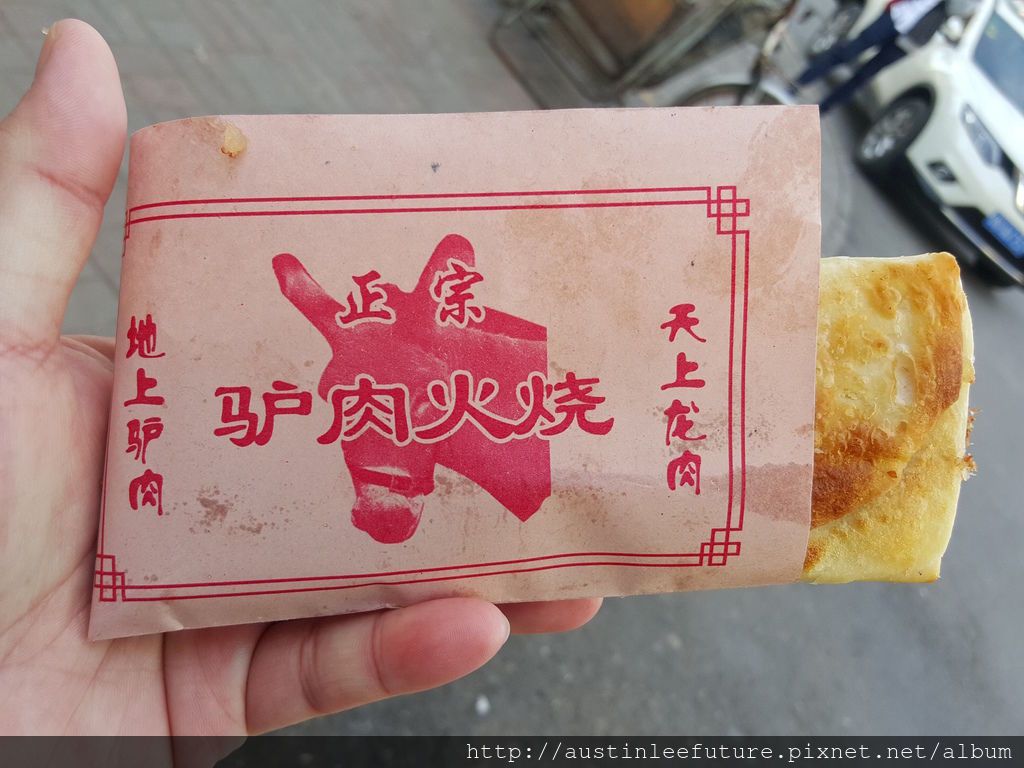 正宗
驴肉火烧
天上龙肉
地上驴肉
http://austinleefuture.pixnet.net/album